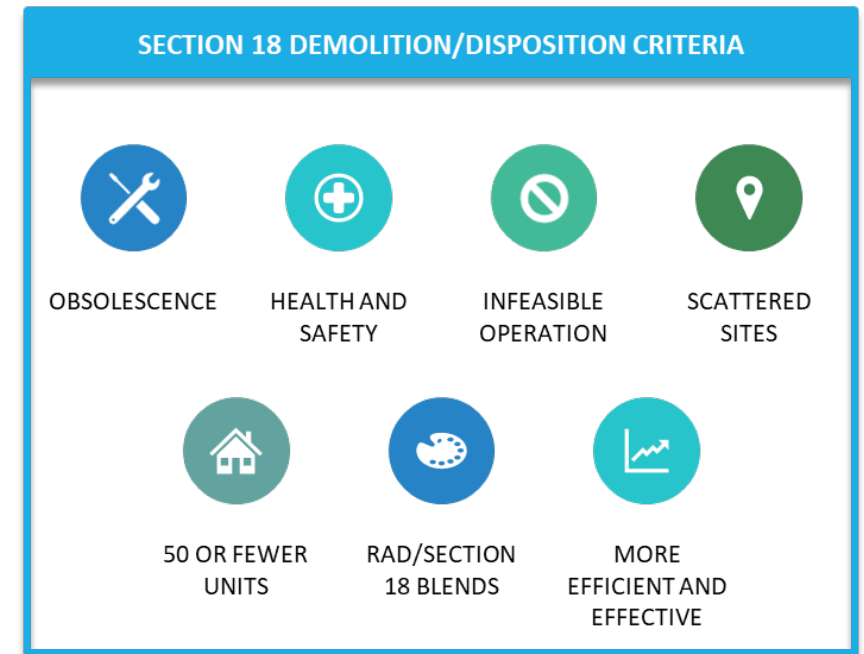 SECTION 18 DEMOLITION/DISPOSITION CRITERIA
OBSOLESCENCE
HEALTH AND
SAFETY
INFEASIBLE
OPERATION
SCATTERED
SITES
50 OR FEWER
UNITS
RAD/SECTION
18 BLENDS
MORE
EFFICIENT AND
EFFECTIVE